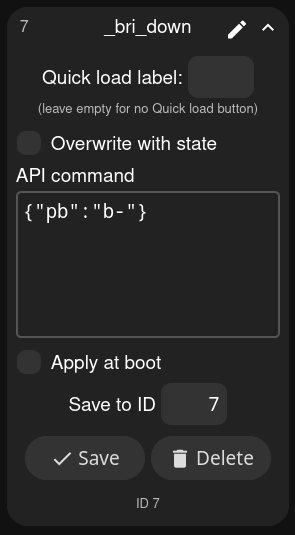 7 _bri_down
Quick load label:
(leave empty for no Quick load button)
Overwrite with state
API command
{"pb":"b-"}
Apply at boot
Save to ID 7
Save Delete
ID 7